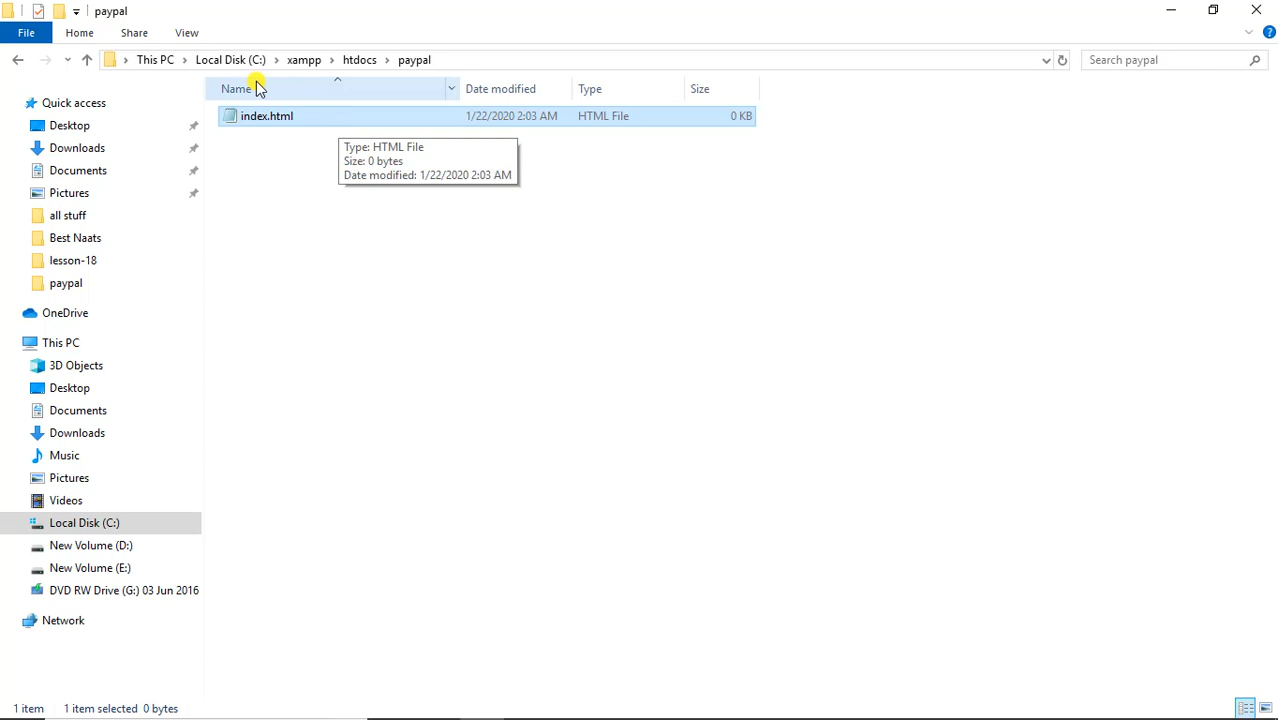 paypal
File Home Share View
This PC Local Disk (C:) xampp htdocs paypal Search paypal
Name Date modified Type Size
index.html 1/22/2020 2:03 AM HTML File 0 KB
Type: HTML File
Size: 0 bytes
Date modified: 1/22/2020 2:03 AM
Quick access
Desktop
Downloads
Documents
Pictures
all stuff
Best Naats
lesson-18
paypal
OneDrive
This PC
3D Objects
Desktop
Documents
Downloads
Music
Pictures
Videos
Local Disk (C:)
New Volume (D:)
New Volume (E:)
DVD RW Drive (G:) 03 Jun 2016
Network
1 item 1 item selected 0 bytes